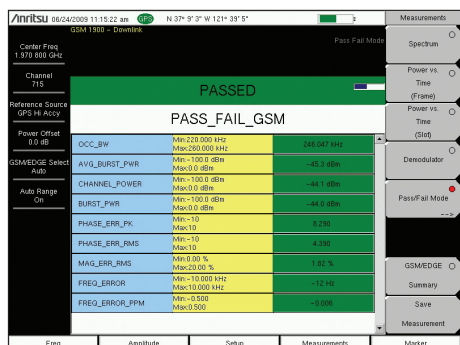 Anritsu 06/24/2009 11:15:22 am GPS N 37° 9' 3" W 121° 39' 5"
Measurements
GSM 1900 - Downlink
Pass Fail Mode
Center Freq
1.970 800 GHz
Channel
715
Reference Source
GPS Hi Accy
Power Offset
0.0 dB
GSM/EDGE Select
Auto
Auto Range
On
PASSED
PASS_FAIL_GSM
OCC_BW Min:220.000 kHz Max:260.000 kHz 246.047 kHz
AVG_BURST_PWR Min:-100.0 dBm Max:0.0 dBm -45.3 dBm
CHANNEL_POWER Min:-100.0 dBm Max:0.0 dBm -44.1 dBm
BURST_PWR Min:-100.0 dBm Max:0.0 dBm -44.0 dBm
PHASE_ERR_PK Min:-10 Max:10 8.290
PHASE_ERR_RMS Min:-10 Max:10 4.390
MAG_ERR_RMS Min:0.00 % Max:20.00 % 1.82 %
FREQ_ERROR Min:-10.000 kHz Max:10.000 kHz -12 Hz
FREQ_ERROR_PPM Min:-0.500 Max:0.500 -0.006
Spectrum
Power vs.
Time
(Frame)
Power vs.
Time
(Slot)
Demodulator
Pass/Fail Mode
-->
GSM/EDGE
Summary
Save
Measurement
Freq Amplitude Setup Measurements Marker